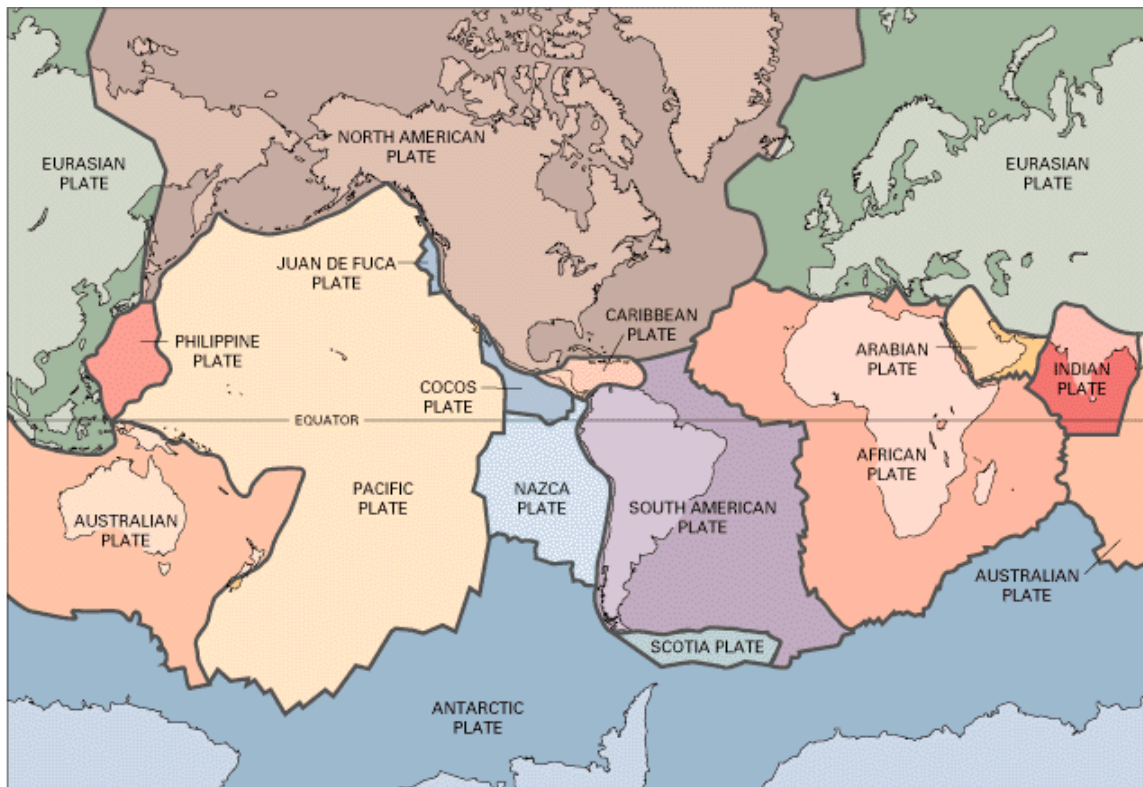 NORTH AMERICAN
PLATE
EURASIAN
PLATE
EURASIAN
PLATE
JUAN DE FUCA
PLATE
CARIBBEAN
PLATE
PHILIPPINE
PLATE
ARABIAN
PLATE
INDIAN
PLATE
COCOS
PLATE
EQUATOR
AFRICAN
PLATE
PACIFIC
PLATE
NAZCA
PLATE
SOUTH AMERICAN
PLATE
AUSTRALIAN
PLATE
AUSTRALIAN
PLATE
SCOTIA PLATE
ANTARCTIC
PLATE